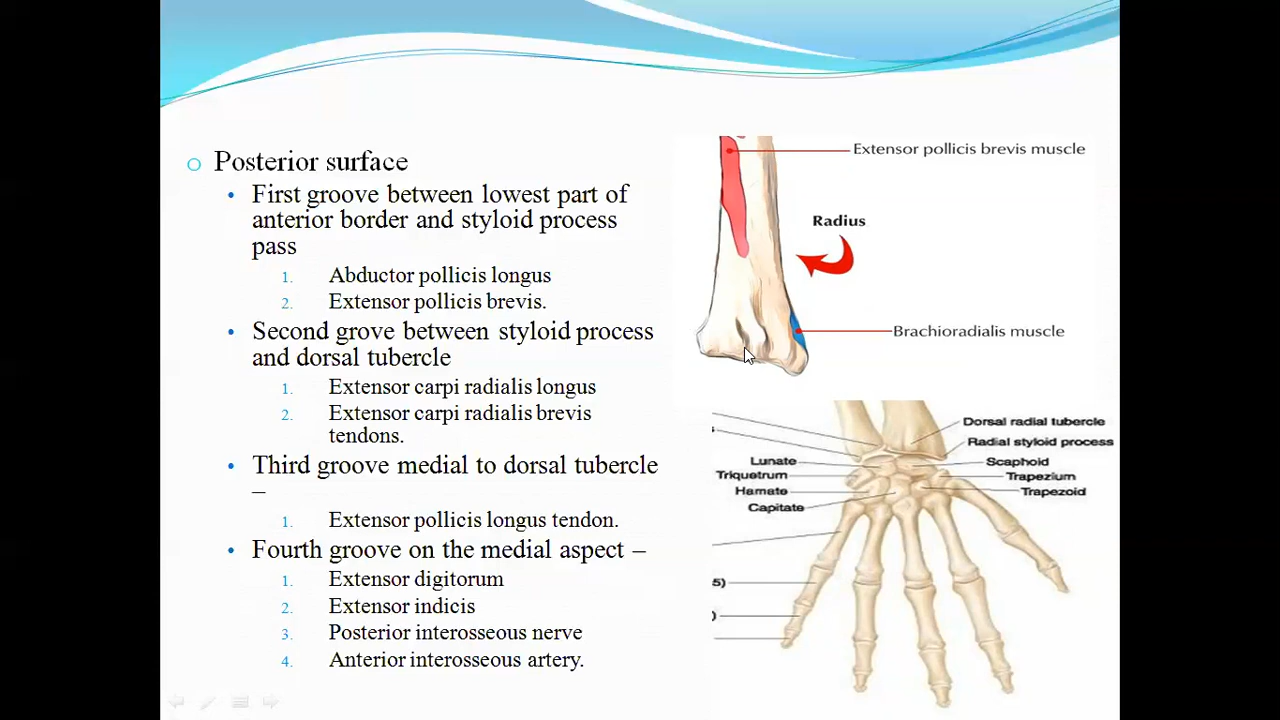 Posterior surface
First groove between lowest part of
anterior border and styloid process
pass
1. Abductor pollicis longus
2. Extensor pollicis brevis.
Second grove between styloid process
and dorsal tubercle
1. Extensor carpi radialis longus
2. Extensor carpi radialis brevis
tendons.
Third groove medial to dorsal tubercle
–
1. Extensor pollicis longus tendon.
Fourth groove on the medial aspect –
1. Extensor digitorum
2. Extensor indicis
3. Posterior interosseous nerve
4. Anterior interosseous artery.
Extensor pollicis brevis muscle
Radius
Brachioradialis muscle
Dorsal radial tubercle
Radial styloid process
Lunate
Scaphoid
Triquetrum
Trapezium
Hamate
Trapezoid
Capitate
5)
)